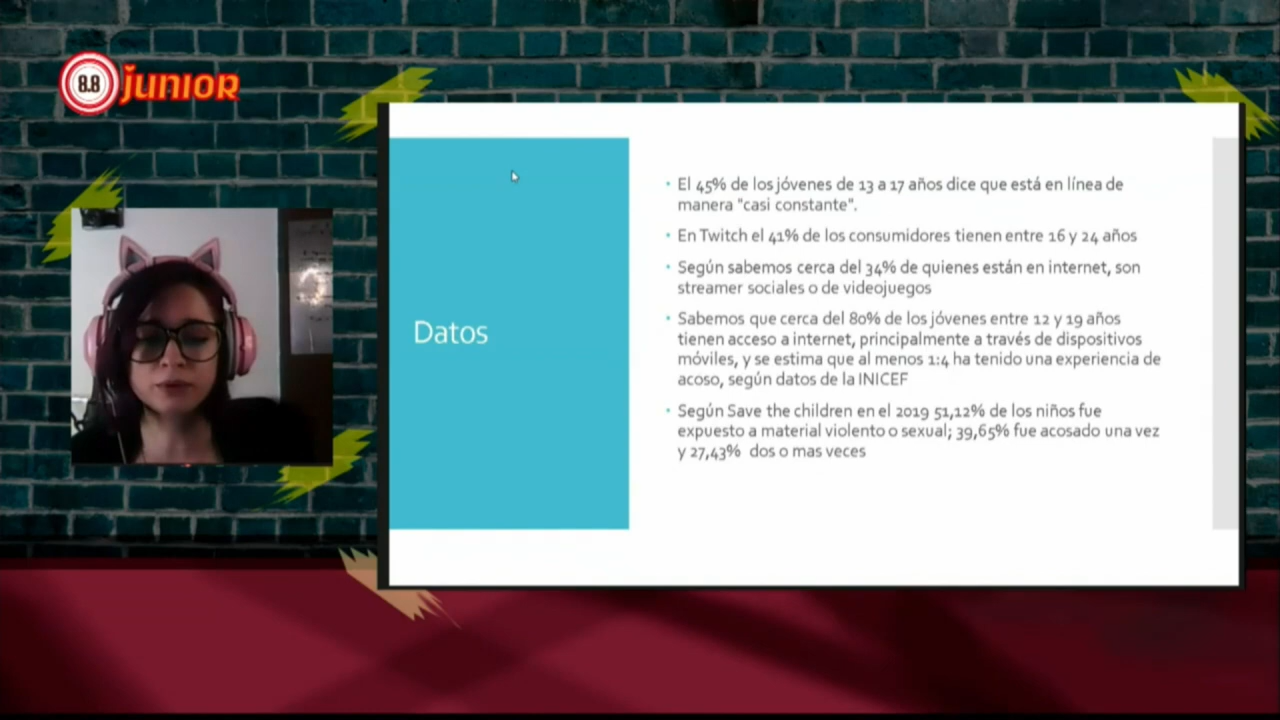 8.8 JUNIOR
Datos
• El 45% de los jóvenes de 13 a 17 años dice que está en línea de
manera "casi constante".
• En Twitch el 41% de los consumidores tienen entre 16 y 24 años
• Según sabemos cerca del 34% de quienes están en internet, son
streamer sociales o de videojuegos
• Sabemos que cerca del 80% de los jóvenes entre 12 y 19 años
tienen acceso a internet, principalmente a través de dispositivos
móviles, y se estima que al menos 1:4 ha tenido una experiencia de
acoso, según datos de la INICEF
• Según Save the children en el 2019 51,12% de los niños fue
expuesto a material violento o sexual; 39,65% fue acosado una vez
y 27,43% dos o mas veces